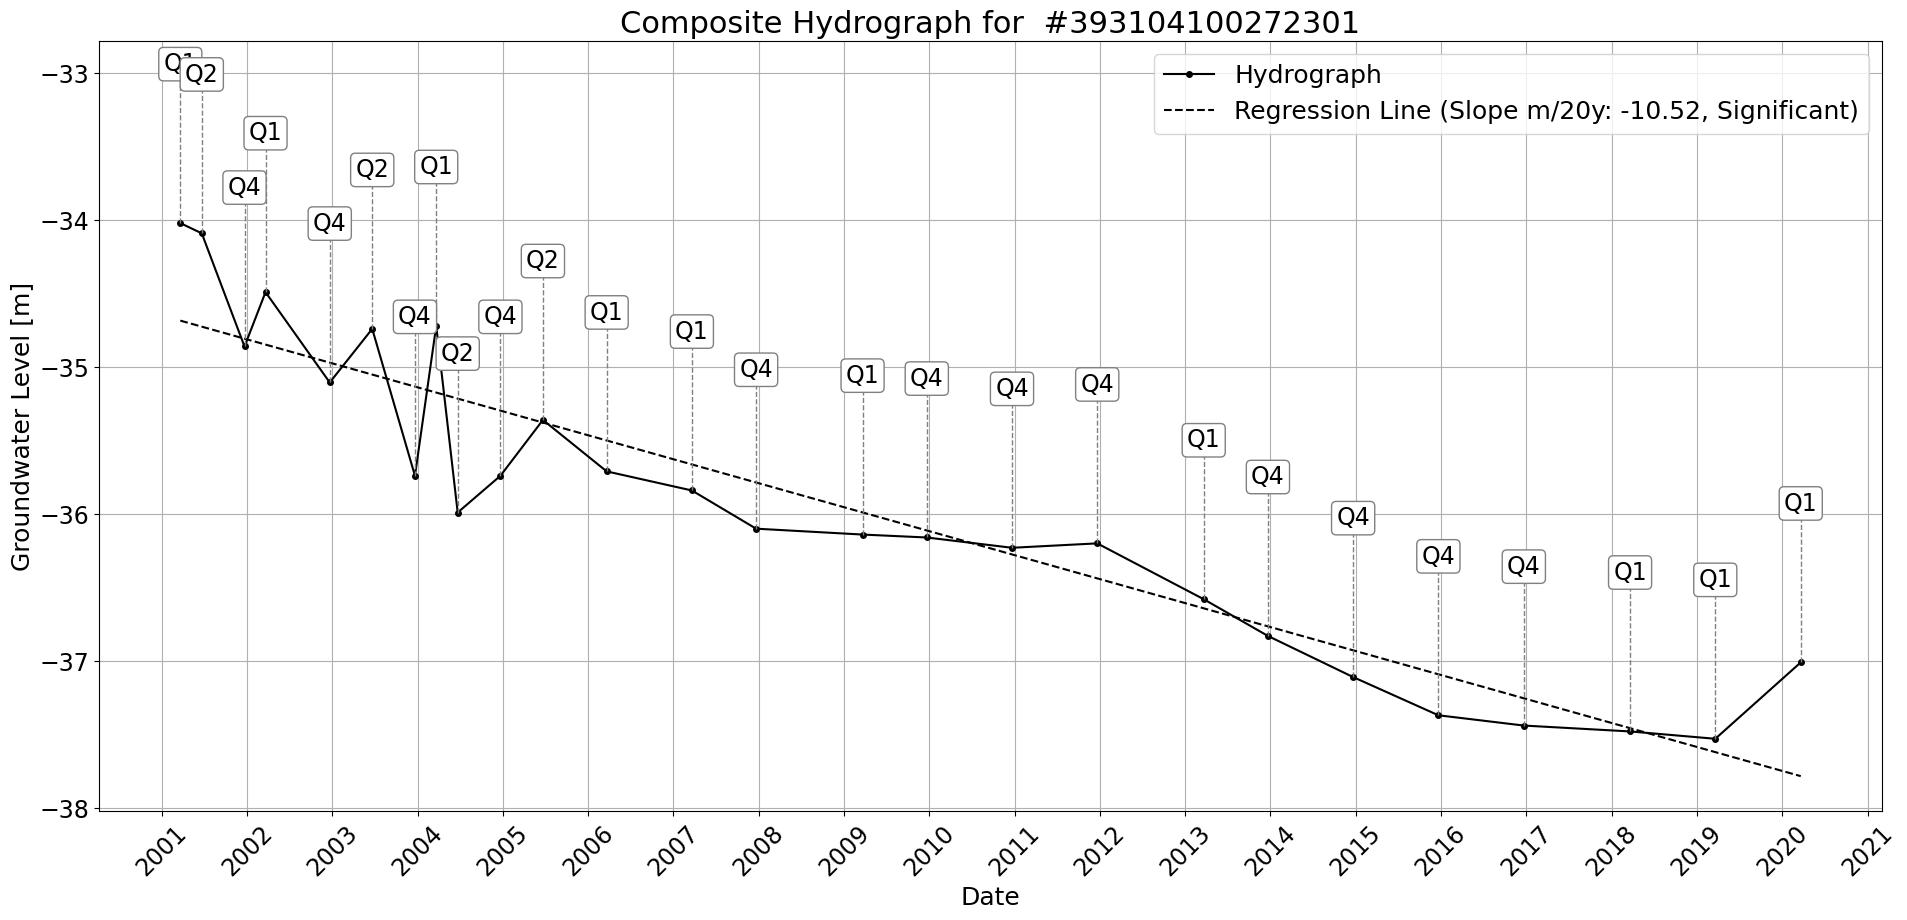 Composite Hydrograph for #393104100272301
Hydrograph
Regression Line (Slope m/20y: -10.52, Significant)
Groundwater Level [m]
−33
−34
−35
−36
−37
−38
Q1
Q2
Q4
Q1
Q4
Q2
Q4
Q1
Q2
Q4
Q2
Q1
Q1
Q4
Q1
Q4
Q4
Q4
Q1
Q4
Q4
Q4
Q4
Q1
Q1
Q1
2001
2002
2003
2004
2005
2006
2007
2008
2009
2010
2011
2012
2013
2014
2015
2016
2017
2018
2019
2020
2021
Date